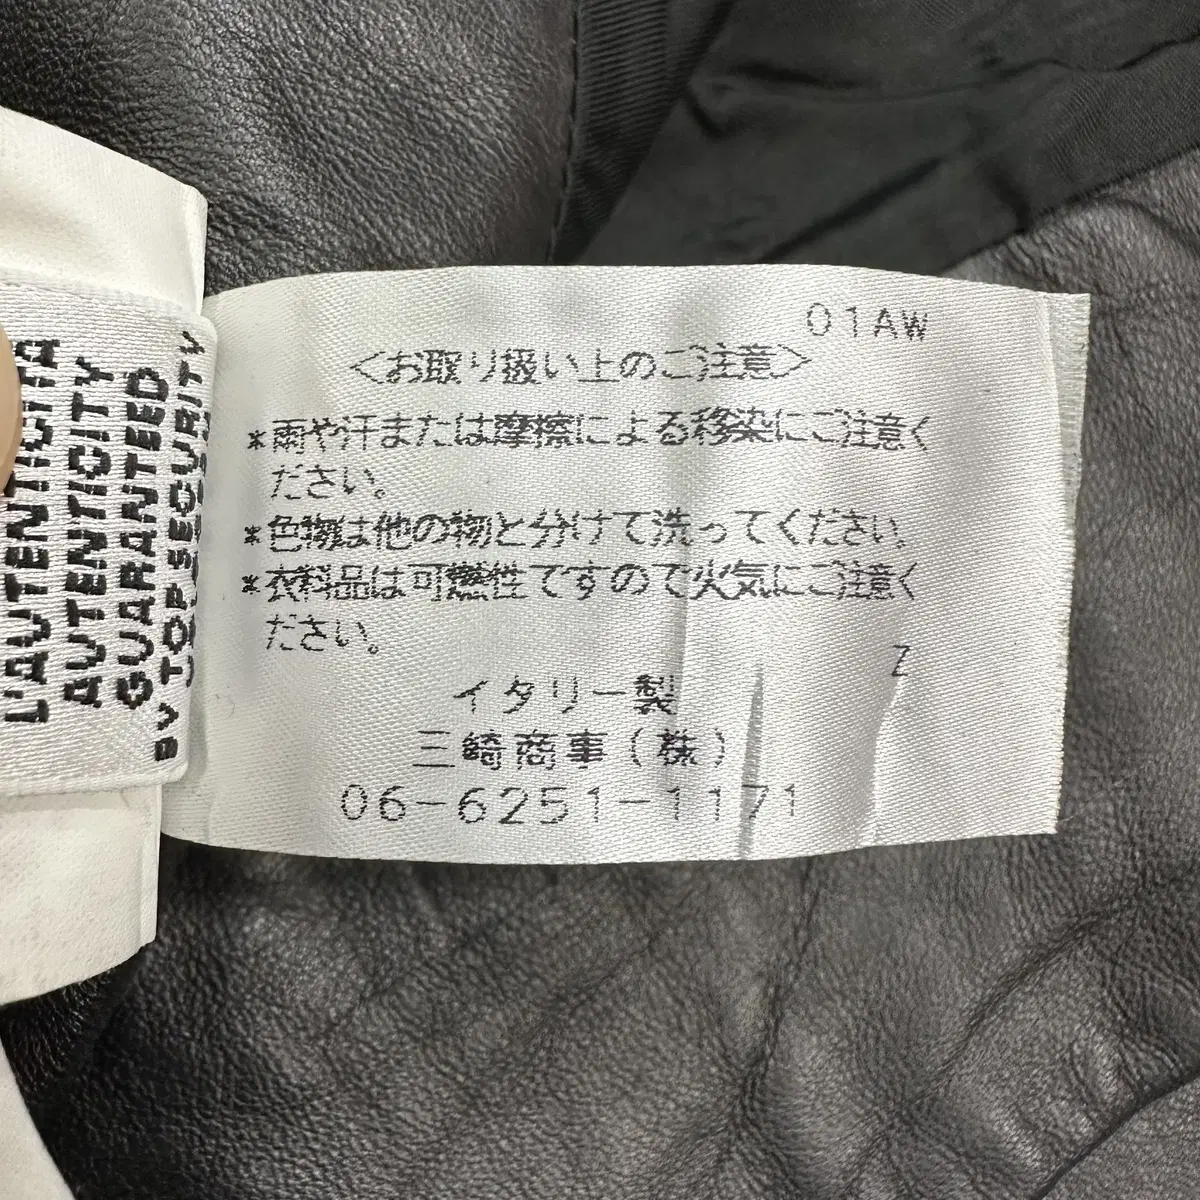 01AW
<お取り扱い上のご注意>
*雨や汗または摩擦による移染にご注意く
ださい。
*色物は他の物と分けて洗ってください
*衣料品は可燃性ですので火気にご注意く
ださい。
Z
イタリー製
三崎商事(株)
06-6251-1171
L'AUTENTICITA
AUTENTICITY
GUARANTEED
BY TOP SECURITY